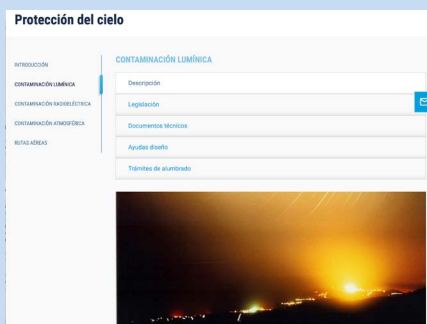 Protección del cielo
INTRODUCCIÓN
CONTAMINACIÓN LUMÍNICA
CONTAMINACIÓN RADIOELÉCTRICA
CONTAMINACIÓN ATMOSFÉRICA
RUTAS AÉREAS
CONTAMINACIÓN LUMÍNICA
Descripción
Legislación
Documentos técnicos
Ayudas diseño
Trámites de alumbrado